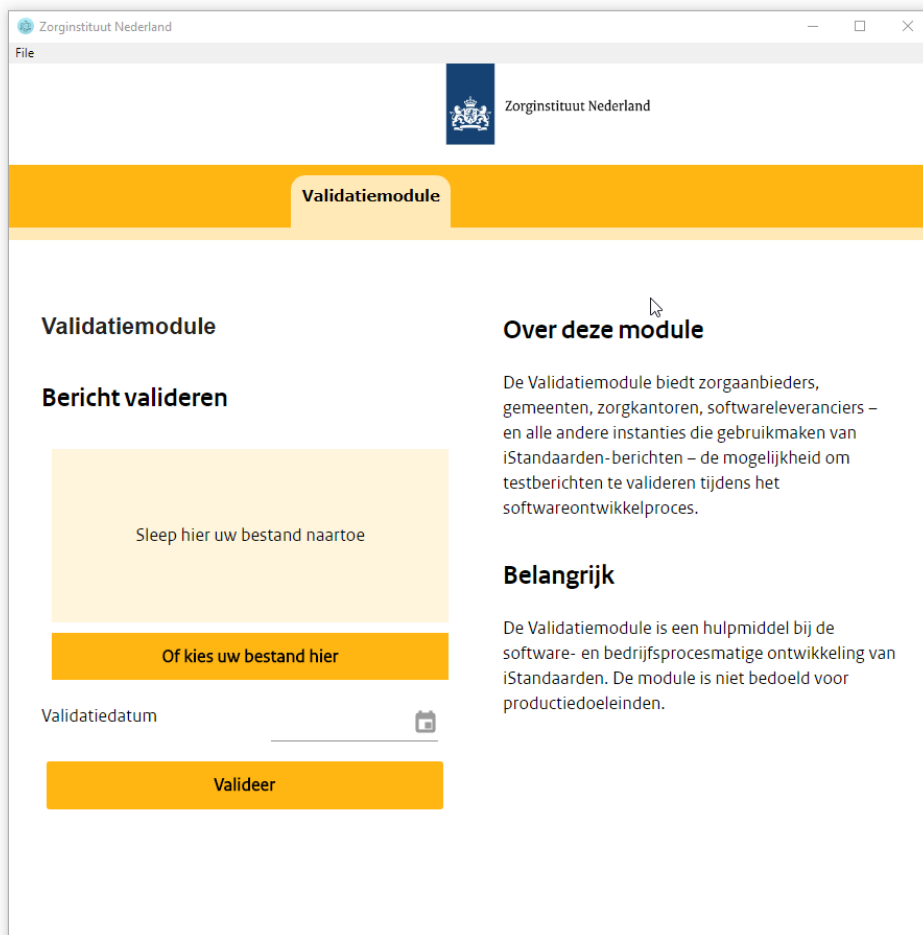 Zorginstituut Nederland
File
Zorginstituut Nederland
Validatiemodule
Validatiemodule
Bericht valideren
Sleep hier uw bestand naartoe
Of kies uw bestand hier
Validatiedatum
Valideer
Over deze module
De Validatiemodule biedt zorgaanbieders,
gemeenten, zorgkantoren, softwareleveranciers –
en alle andere instanties die gebruikmaken van
iStandaarden-berichten – de mogelijkheid om
testberichten te valideren tijdens het
softwareontwikkelproces.
Belangrijk
De Validatiemodule is een hulpmiddel bij de
software- en bedrijfsprocesmatige ontwikkeling van
iStandaarden. De module is niet bedoeld voor
productiedoeleinden.